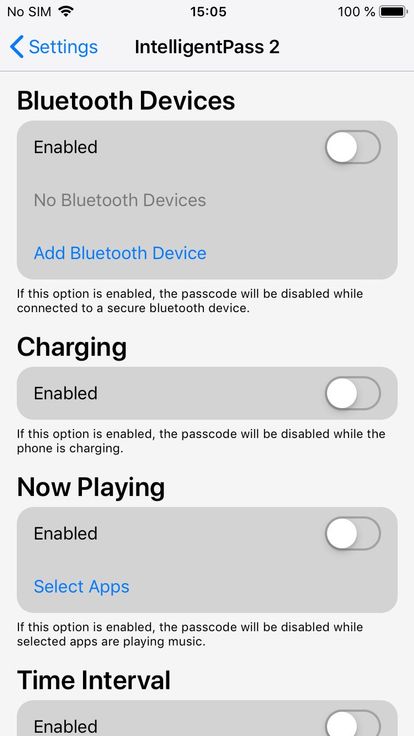 No SIM 15:05 100 %
Settings IntelligentPass 2
Bluetooth Devices
Enabled
No Bluetooth Devices
Add Bluetooth Device
If this option is enabled, the passcode will be disabled while
connected to a secure bluetooth device.
Charging
Enabled
If this option is enabled, the passcode will be disabled while the
phone is charging.
Now Playing
Enabled
Select Apps
If this option is enabled, the passcode will be disabled while
selected apps are playing music.
Time Interval
Enabled